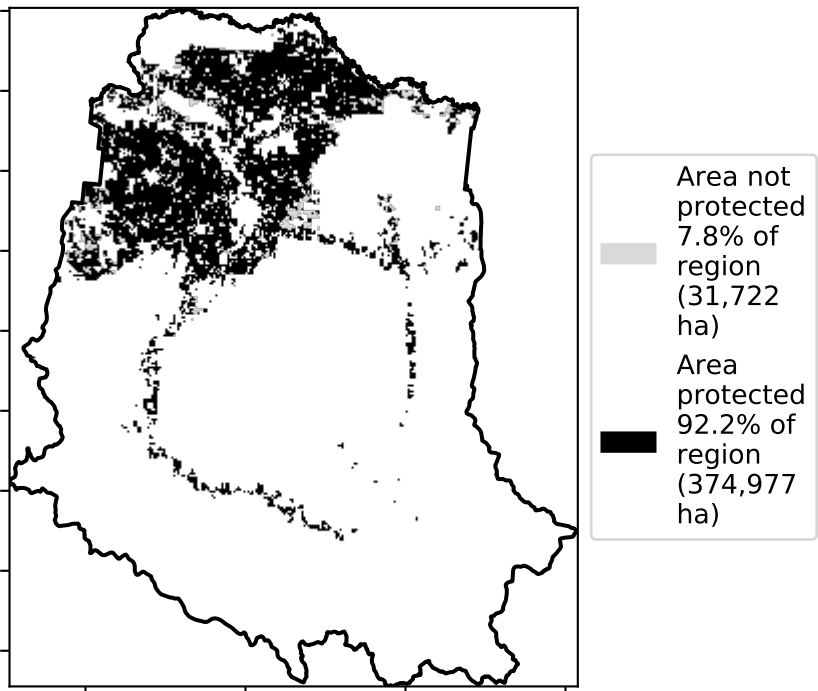 Area not
protected
7.8% of
region
(31,722
ha)
Area
protected
92.2% of
region
(374,977
ha)